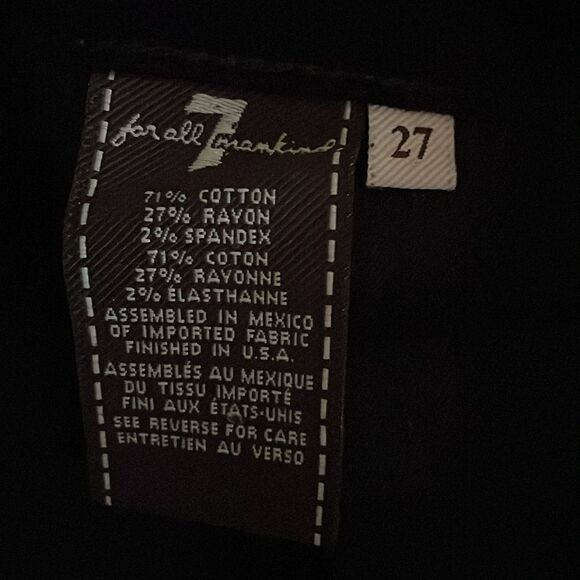 for all 7 mankind
27
71% COTTON
27% RAYON
2% SPANDEX
71% COTON
27% RAYONNE
2% ÉLASTHANNE
ASSEMBLED IN MEXICO
OF IMPORTED FABRIC
FINISHED IN U.S.A.
ASSEMBLÉS AU MEXIQUE
DU TISSU IMPORTÉ
FINI AUX ÉTATS-UNIS
SEE REVERSE FOR CARE
ENTRETIEN AU VERSO